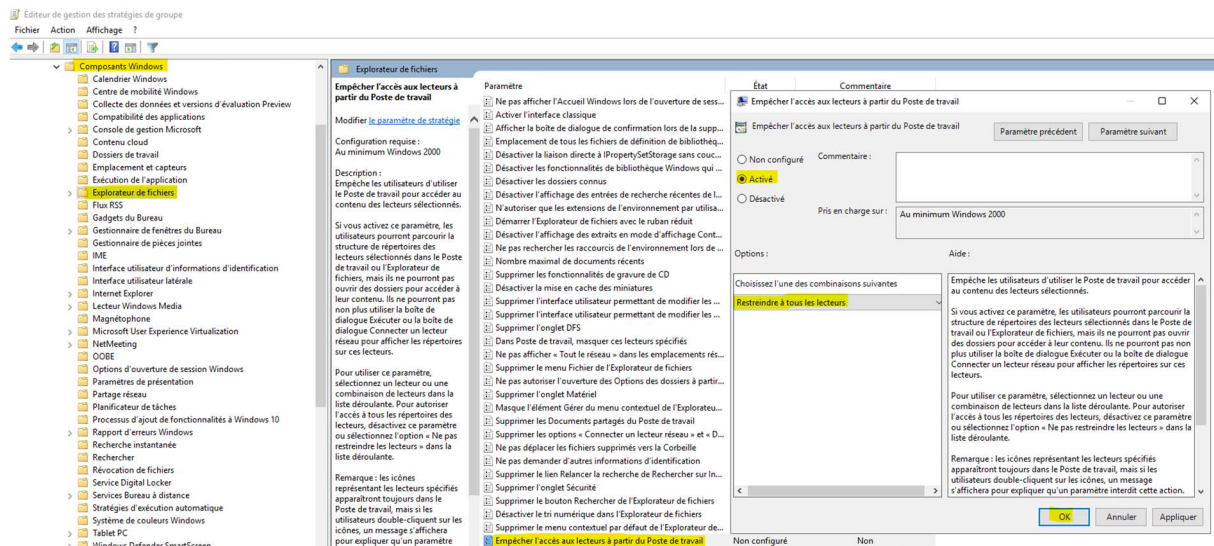 Éditeur de gestion des stratégies de groupe
Fichier Action Affichage ?
Composants Windows
Calendrier Windows
Centre de mobilité Windows
Collecte des données et versions d'évaluation Preview
Compatibilité des applications
Console de gestion Microsoft
Contenu cloud
Dossiers de travail
Emplacement et capteurs
Exécution de l'application
Explorateur de fichiers
Flux RSS
Gadgets du Bureau
Gestionnaire de fenêtres du Bureau
Gestionnaire de pièces jointes
IME
Interface utilisateur d'informations d'identification
Interface utilisateur latérale
Internet Explorer
Lecteur Windows Media
Magnétophone
Microsoft User Experience Virtualization
NetMeeting
OOBE
Options d'ouverture de session Windows
Paramètres de présentation
Partage réseau
Planificateur de tâches
Processus d'ajout de fonctionnalités à Windows 10
Rapport d'erreurs Windows
Recherche instantanée
Rechercher
Révocation de fichiers
Service Digital Locker
Services Bureau à distance
Stratégies d'exécution automatique
Système de couleurs Windows
Tablet PC
Windows Defender SmartScreen
Explorateur de fichiers
Empêcher l'accès aux lecteurs à
partir du Poste de travail
Modifier le paramètre de stratégie
Configuration requise :
Au minimum Windows 2000
Description :
Empêche les utilisateurs d'utiliser
le Poste de travail pour accéder au
contenu des lecteurs sélectionnés.
Si vous activez ce paramètre, les
utilisateurs pourront parcourir la
structure de répertoires des
lecteurs sélectionnés dans le Poste
de travail ou l'Explorateur de
fichiers, mais ils ne pourront pas
ouvrir des dossiers pour accéder à
leur contenu. Ils ne pourront pas
non plus utiliser la boîte de
dialogue Exécuter ou la boîte de
dialogue Connecter un lecteur
réseau pour afficher les répertoires
sur ces lecteurs.
Pour utiliser ce paramètre,
sélectionnez un lecteur ou une
combinaison de lecteurs dans la
liste déroulante. Pour autoriser
l'accès à tous les répertoires des
lecteurs, désactivez ce paramètre
ou sélectionnez l'option « Ne pas
restreindre les lecteurs » dans la
liste déroulante.
Remarque : les icônes
représentant les lecteurs spécifiés
apparaîtront toujours dans le
Poste de travail, mais si les
utilisateurs double-cliquent sur les
icônes, un message s'affichera
pour expliquer qu'un paramètre
Paramètre État Commentaire
Ne pas afficher l'Accueil Windows lors de l'ouverture de sess...
Activer l'interface classique
Afficher la boîte de dialogue de confirmation lors de la supp...
Emplacement de tous les fichiers de définition de bibliothèq...
Désactiver la liaison directe à IPropertySetStorage sans couc...
Désactiver les fonctionnalités de bibliothèque Windows qui ...
Désactiver les dossiers connus
Désactiver l'affichage des entrées de recherche récentes de l...
N'autoriser que les extensions de l'environnement par utilisa...
Démarrer l'Explorateur de fichiers avec le ruban réduit
Désactiver l'affichage des extraits en mode d'affichage Cont...
Ne pas rechercher les raccourcis de l'environnement lors de ...
Nombre maximal de documents récents
Supprimer les fonctionnalités de gravure de CD
Désactiver la mise en cache des miniatures
Supprimer l'interface utilisateur permettant de modifier les ...
Supprimer l'interface utilisateur permettant de modifier les ...
Supprimer l'onglet DFS
Dans Poste de travail, masquer ces lecteurs spécifiés
Ne pas afficher « Tout le réseau » dans les emplacements rés...
Supprimer le menu Fichier de l'Explorateur de fichiers
Ne pas autoriser l'ouverture des Options des dossiers à partir...
Supprimer l'onglet Matériel
Masque l'élément Gérer du menu contextuel de l'Explorateu...
Supprimer les Documents partagés du Poste de travail
Supprimer les options « Connecter un lecteur réseau » et « D...
Ne pas déplacer les fichiers supprimés vers la Corbeille
Ne pas demander d'autres informations d'identification
Supprimer le lien Relancer la recherche de Rechercher sur In...
Supprimer l'onglet Sécurité
Supprimer le bouton Rechercher de l'Explorateur de fichiers
Désactiver le tri numérique dans l'Explorateur de fichiers
Supprimer le menu contextuel par défaut de l'Explorateur de...
Empêcher l'accès aux lecteurs à partir du Poste de travail Non configuré Non
Empêcher l'accès aux lecteurs à partir du Poste de travail
Empêcher l'accès aux lecteurs à partir du Poste de travail
Paramètre précédent Paramètre suivant
Non configuré Commentaire :
Activé
Désactivé
Pris en charge sur : Au minimum Windows 2000
Options : Aide :
Choisissez l'une des combinaisons suivantes
Restreindre à tous les lecteurs
Empêche les utilisateurs d'utiliser le Poste de travail pour accéder
au contenu des lecteurs sélectionnés.
Si vous activez ce paramètre, les utilisateurs pourront parcourir la
structure de répertoires des lecteurs sélectionnés dans le Poste de
travail ou l'Explorateur de fichiers, mais ils ne pourront pas ouvrir
des dossiers pour accéder à leur contenu. Ils ne pourront pas non
plus utiliser la boîte de dialogue Exécuter ou la boîte de dialogue
Connecter un lecteur réseau pour afficher les répertoires sur ces
lecteurs.
Pour utiliser ce paramètre, sélectionnez un lecteur ou une
combinaison de lecteurs dans la liste déroulante. Pour autoriser
l'accès à tous les répertoires des lecteurs, désactivez ce paramètre
ou sélectionnez l'option « Ne pas restreindre les lecteurs » dans la
liste déroulante.
Remarque : les icônes représentant les lecteurs spécifiés
apparaîtront toujours dans le Poste de travail, mais si les
utilisateurs double-cliquent sur les icônes, un message
s'affichera pour expliquer qu'un paramètre interdit cette action.
OK Annuler Appliquer